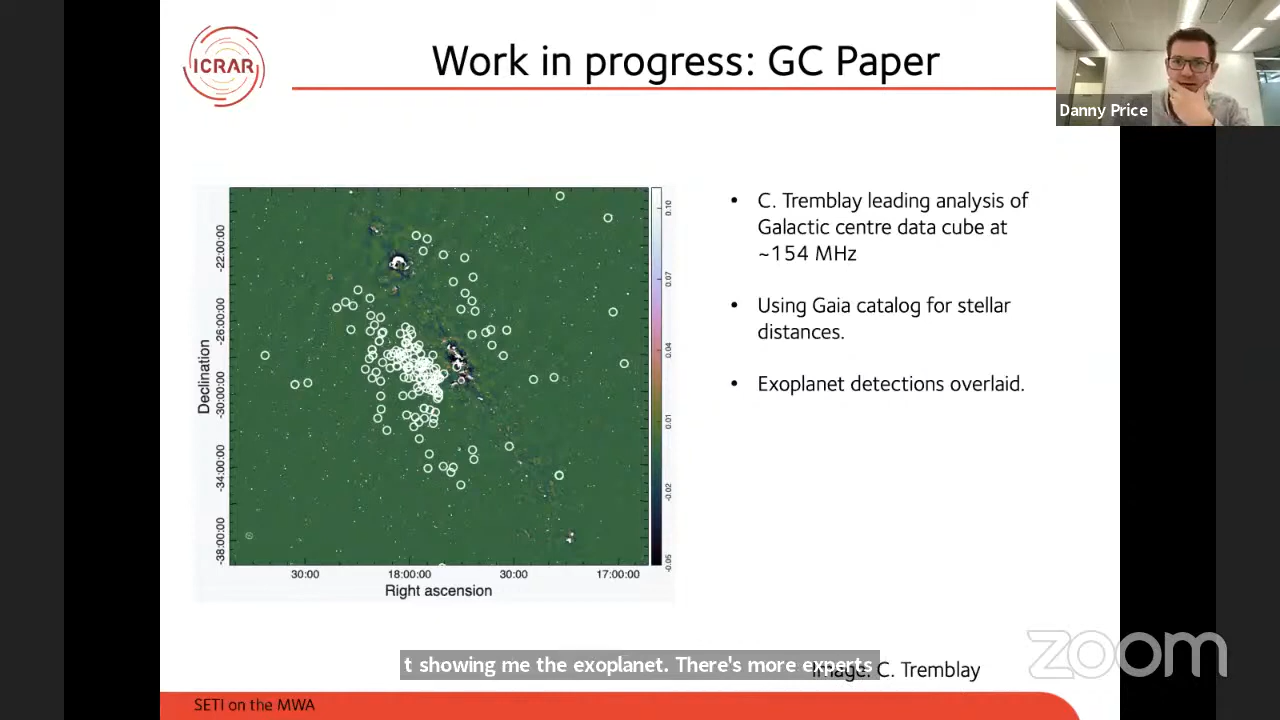 ICRAR
Work in progress: GC Paper
Danny Price
• C. Tremblay leading analysis of
Galactic centre data cube at
~154 MHz
• Using Gaia catalog for stellar
distances.
• Exoplanet detections overlaid.
Declination
-22:00:00
-26:00:00
-30:00:00
-34:00:00
-38:00:00
0.10
0.07
0.04
0.01
-0.02
-0.05
30:00
18:00:00
30:00
17:00:00
Right ascension
t showing me the exoplanet. There's more experts
Image: C. Tremblay
zoom
SETI on the MWA